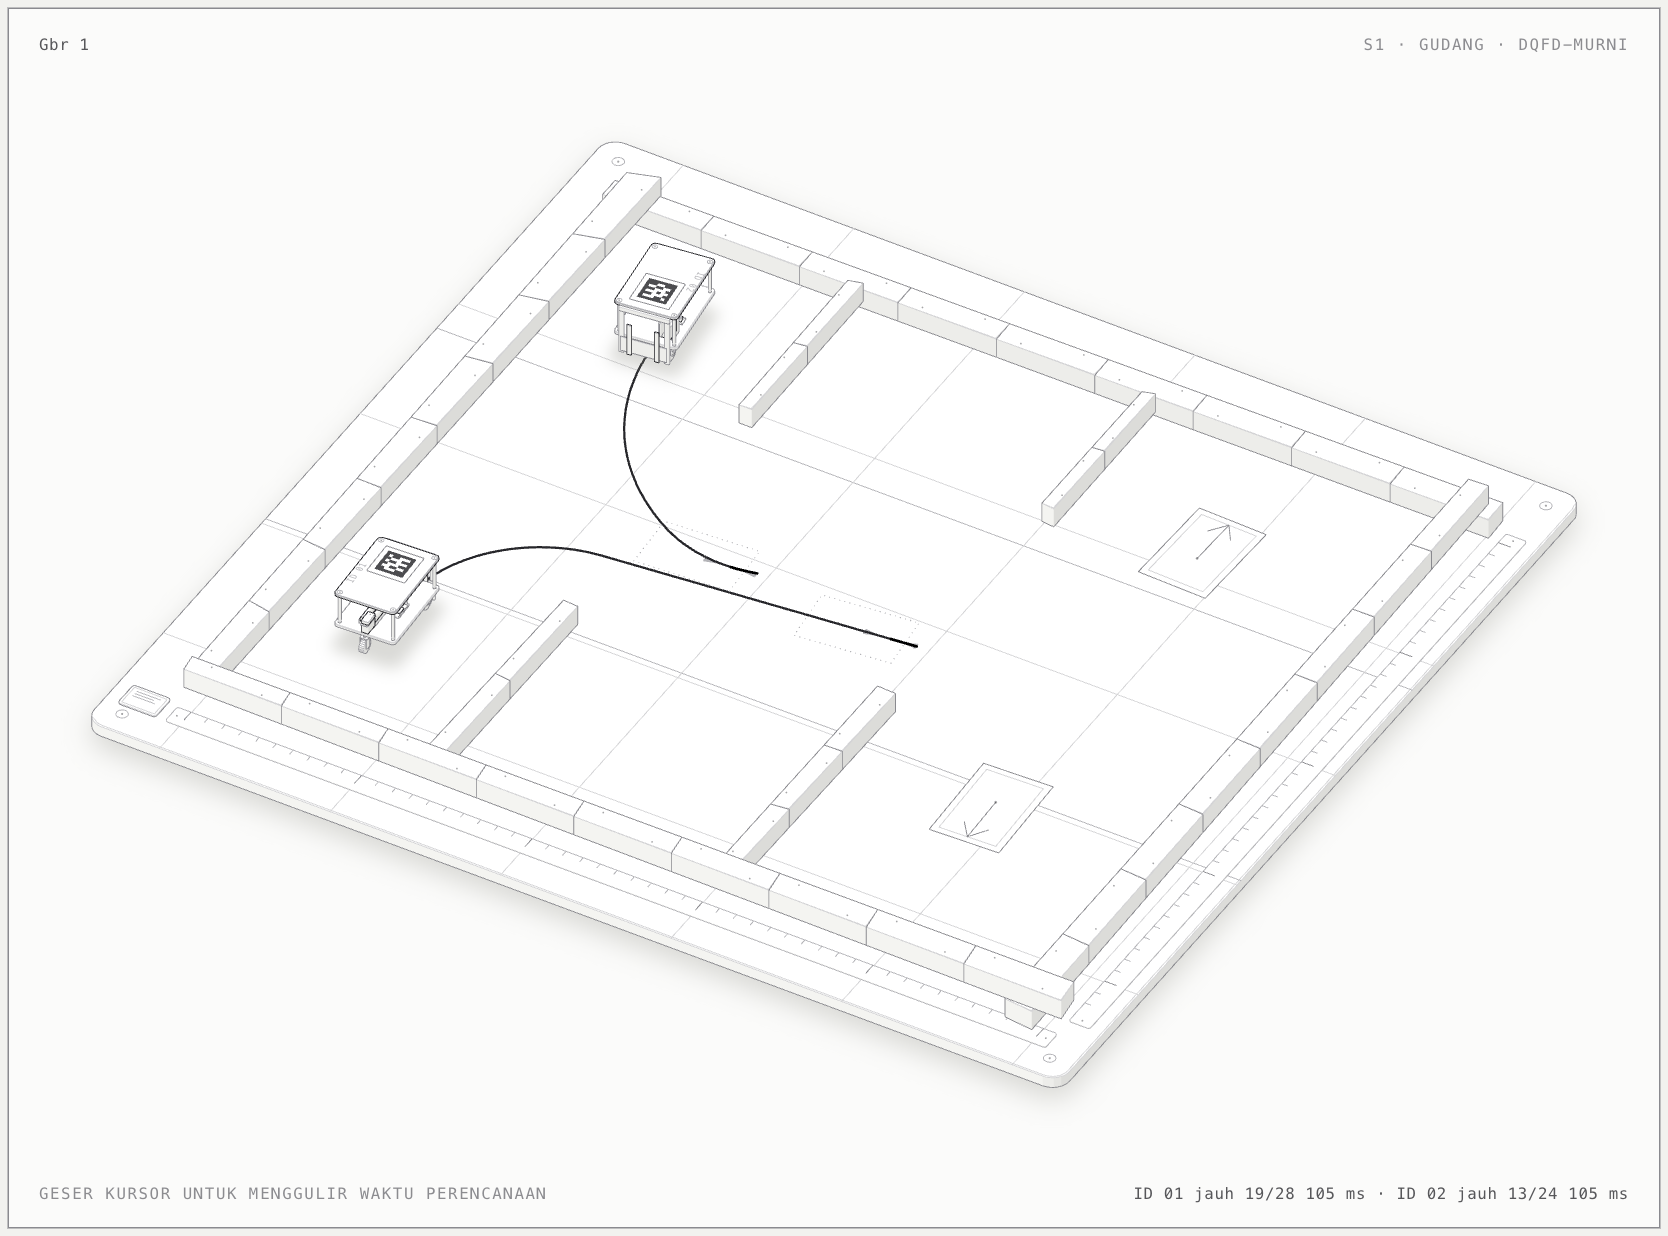 Gbr 1
S1 · GUDANG · DQFD−MURNI
GESER KURSOR UNTUK MENGGULIR WAKTU PERENCANAAN
ID 01 jauh 19/28 105 ms · ID 02 jauh 13/24 105 ms